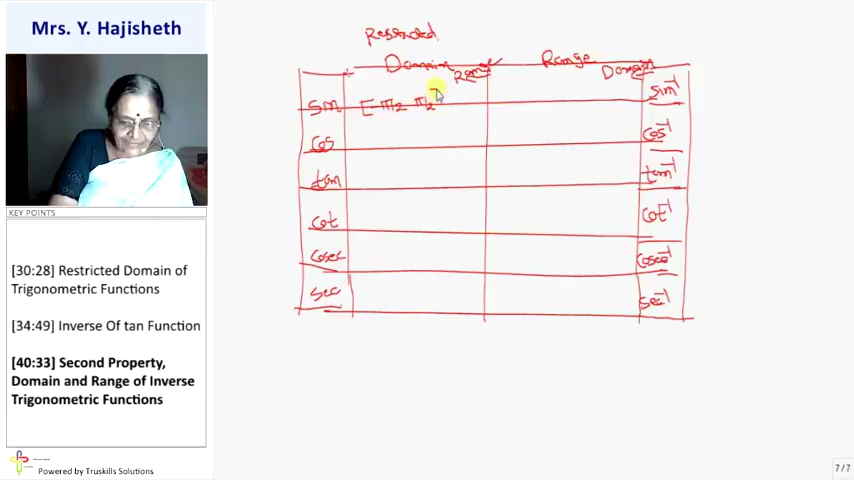 Mrs. Y. Hajisheth
KEY POINTS
[30:28] Restricted Domain of
Trigonometric Functions
[34:49] Inverse Of tan Function
[40:33] Second Property,
Domain and Range of Inverse
Trigonometric Functions
Powered by Truskills Solutions
Restricted
Domain Range
Range Domain
sin [-π/2 π/2 sin⁻¹
cos cos⁻¹
tan tan⁻¹
cot cot⁻¹
cosec cosec⁻¹
sec sec⁻¹
7/7